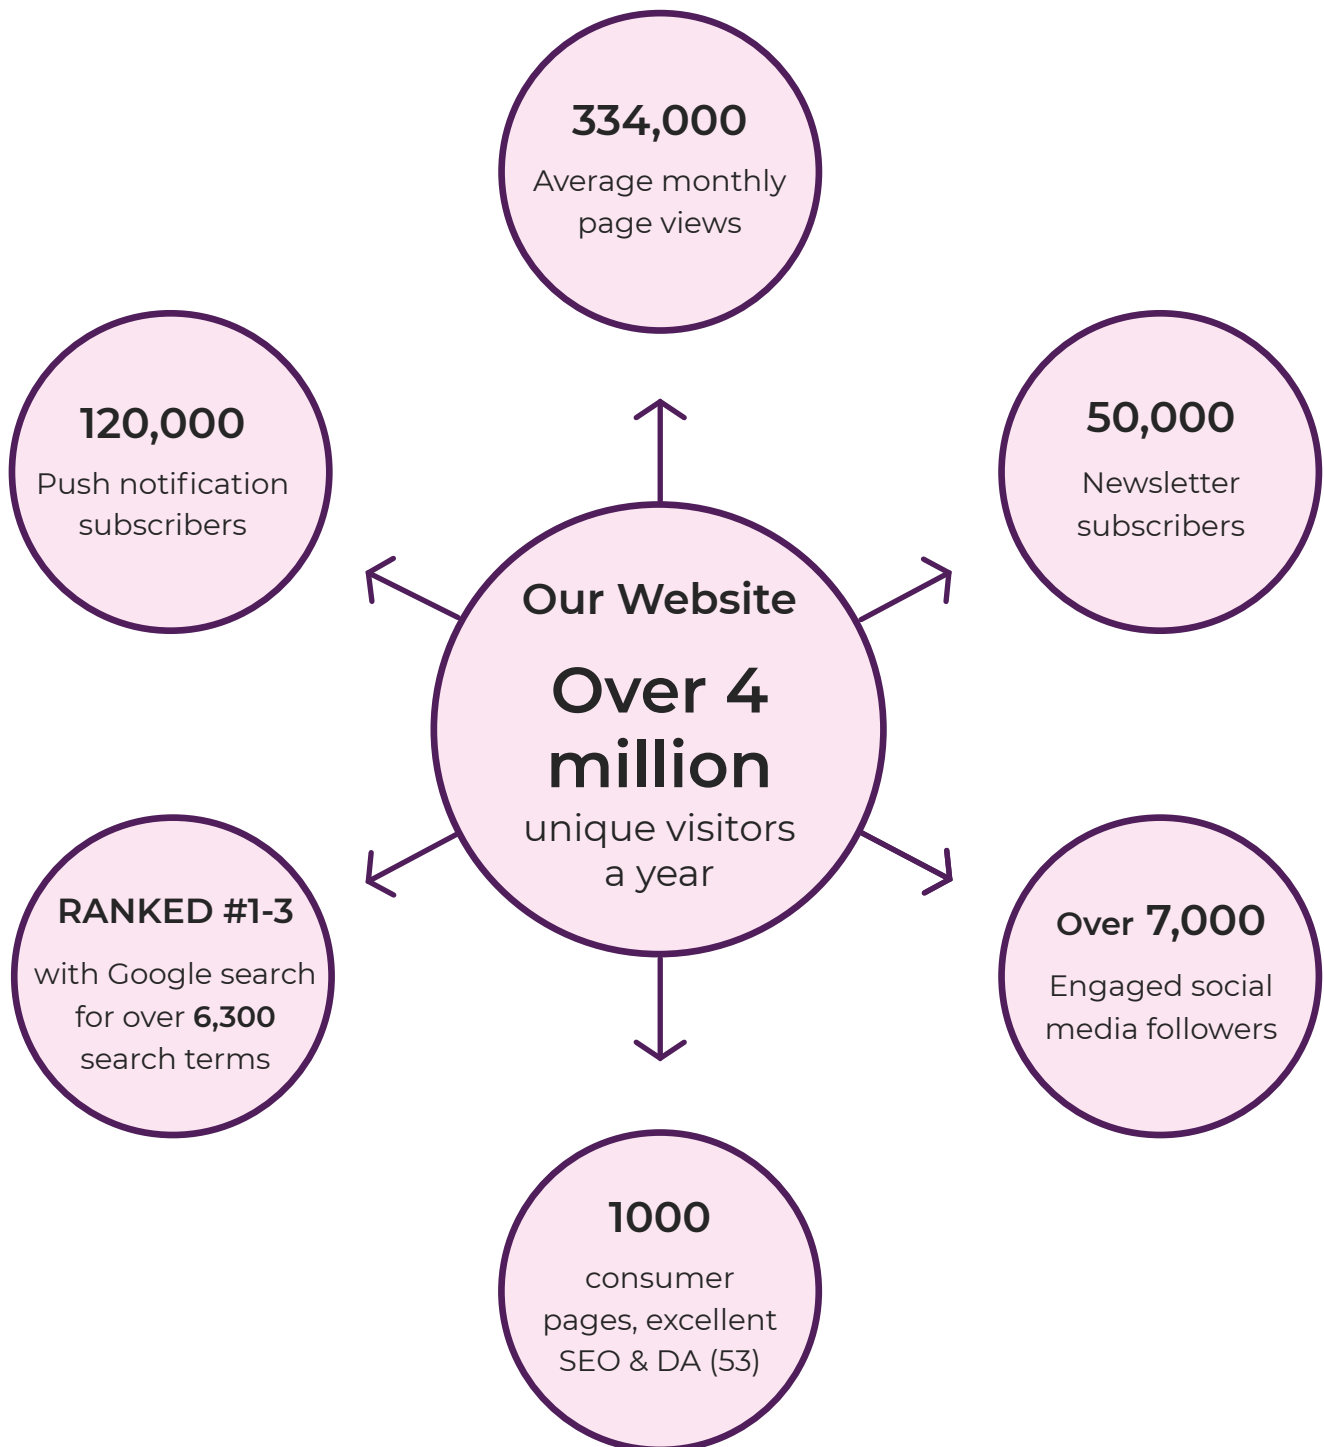 334,000
Average monthly
page views
120,000
Push notification
subscribers
50,000
Newsletter
subscribers
Our Website
Over 4
million
unique visitors
a year
RANKED #1-3
with Google search
for over 6,300
search terms
Over 7,000
Engaged social
media followers
1000
consumer
pages, excellent
SEO & DA (53)